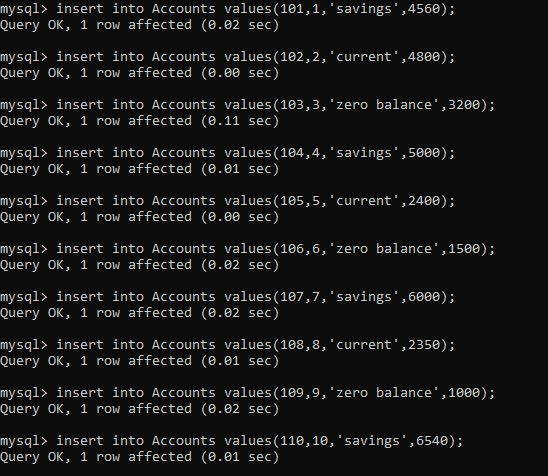 mysql> insert into Accounts values(101,1,'savings',4560);
Query OK, 1 row affected (0.02 sec)
mysql> insert into Accounts values(102,2,'current',4800);
Query OK, 1 row affected (0.00 sec)
mysql> insert into Accounts values(103,3,'zero balance',3200);
Query OK, 1 row affected (0.11 sec)
mysql> insert into Accounts values(104,4,'savings',5000);
Query OK, 1 row affected (0.01 sec)
mysql> insert into Accounts values(105,5,'current',2400);
Query OK, 1 row affected (0.00 sec)
mysql> insert into Accounts values(106,6,'zero balance',1500);
Query OK, 1 row affected (0.02 sec)
mysql> insert into Accounts values(107,7,'savings',6000);
Query OK, 1 row affected (0.02 sec)
mysql> insert into Accounts values(108,8,'current',2350);
Query OK, 1 row affected (0.01 sec)
mysql> insert into Accounts values(109,9,'zero balance',1000);
Query OK, 1 row affected (0.02 sec)
mysql> insert into Accounts values(110,10,'savings',6540);
Query OK, 1 row affected (0.01 sec)